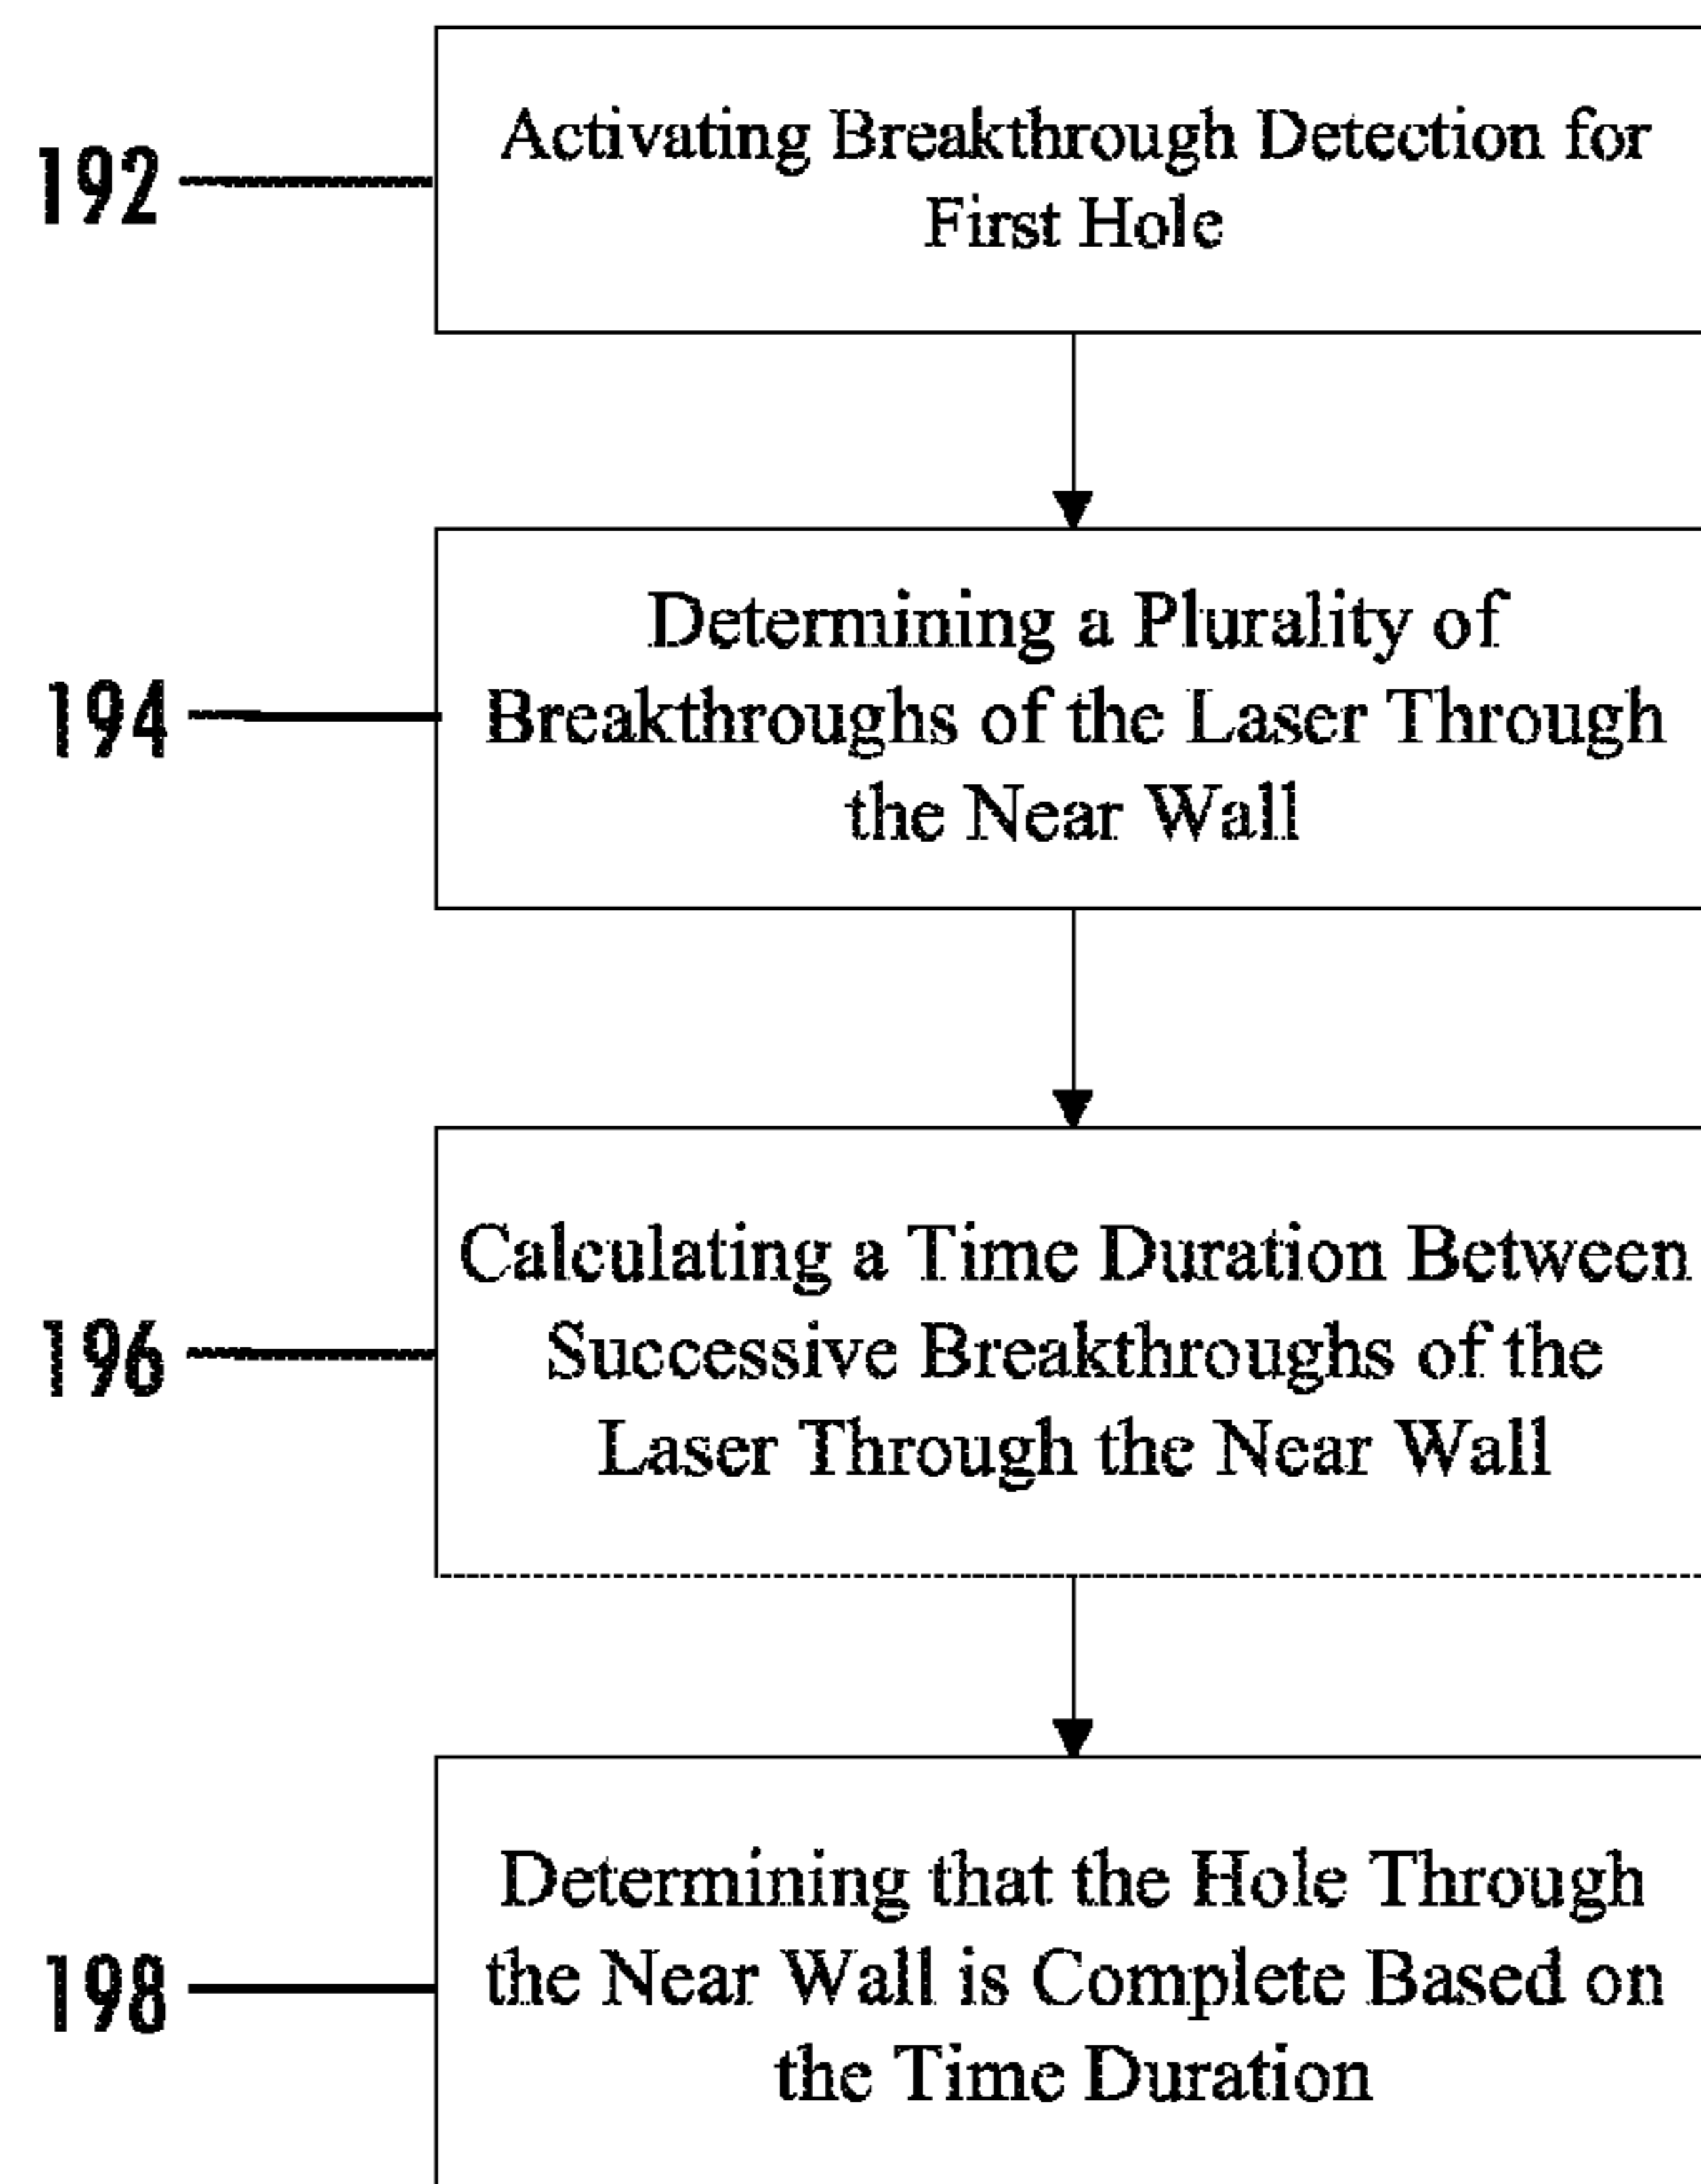 192
Activating Breakthrough Detection for
First Hole
194
Determining a Plurality of
Breakthroughs of the Laser Through
the Near Wall
196
Calculating a Time Duration Between
Successive Breakthroughs of the
Laser Through the Near Wall
198
Determining that the Hole Through
the Near Wall is Complete Based on
the Time Duration